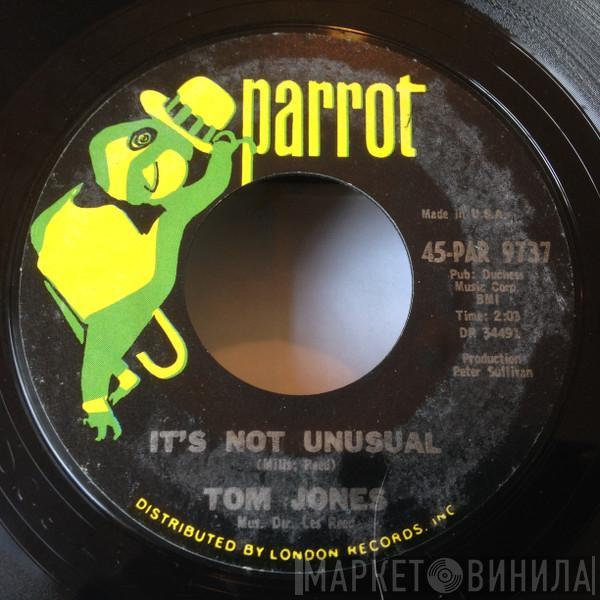 parrot
Made in U.S.A.
45-PAR 9737
Pub: Duchess
Music Corp.
BMI
Time: 2:03
DR 34491
Production
Peter Sullivan
IT'S NOT UNUSUAL
(Mills; Reed)
TOM JONES
Mus. Dir. Les Reed
DISTRIBUTED BY LONDON RECORDS, INC
МАРКЕТ ВИНИЛА